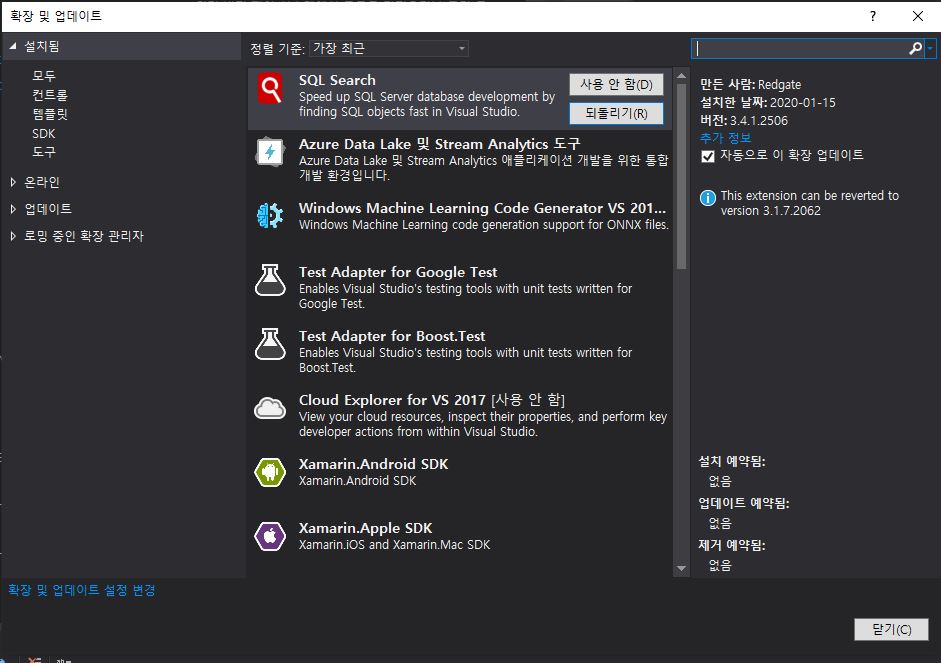 확장 및 업데이트
?
설치됨
모두
컨트롤
템플릿
SDK
도구
온라인
업데이트
로밍 중인 확장 관리자
정렬 기준: 가장 최근
SQL Search
Speed up SQL Server database development by
finding SQL objects fast in Visual Studio.
사용 안 함(D)
되돌리기(R)
Azure Data Lake 및 Stream Analytics 도구
Azure Data Lake 및 Stream Analytics 애플리케이션 개발을 위한 통합
개발 환경입니다.
Windows Machine Learning Code Generator VS 201...
Windows Machine Learning code generation support for ONNX files.
Test Adapter for Google Test
Enables Visual Studio's testing tools with unit tests written for
Google Test.
Test Adapter for Boost.Test
Enables Visual Studio's testing tools with unit tests written for
Boost.Test.
Cloud Explorer for VS 2017 [사용 안 함]
View your cloud resources, inspect their properties, and perform key
developer actions from within Visual Studio.
Xamarin.Android SDK
Xamarin.Android SDK
Xamarin.Apple SDK
Xamarin.iOS and Xamarin.Mac SDK
만든 사람: Redgate
설치한 날짜: 2020-01-15
버전: 3.4.1.2506
추가 정보
자동으로 이 확장 업데이트
This extension can be reverted to
version 3.1.7.2062
설치 예약됨:
없음
업데이트 예약됨:
없음
제거 예약됨:
없음
확장 및 업데이트 설정 변경
닫기(C)